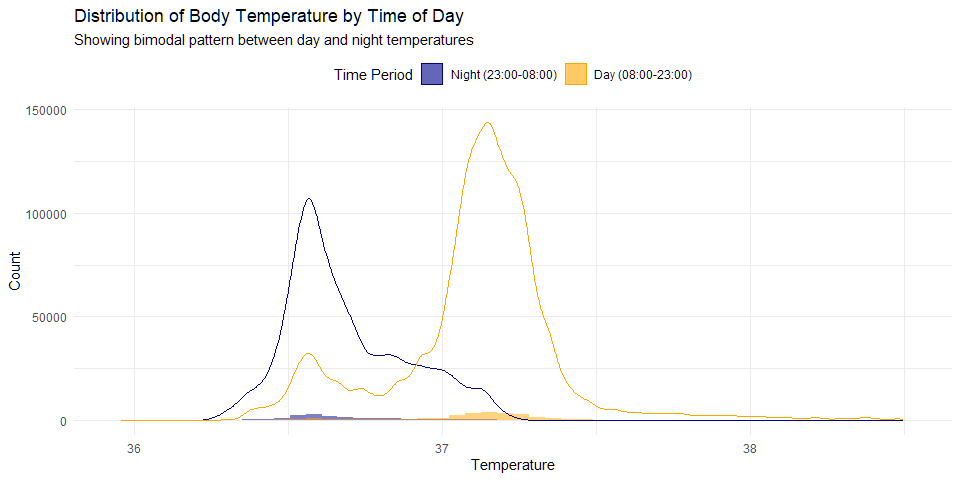 Distribution of Body Temperature by Time of Day
Showing bimodal pattern between day and night temperatures
Time Period Night (23:00-08:00) Day (08:00-23:00)
150000
100000
50000
0
Count
36 37 38
Temperature